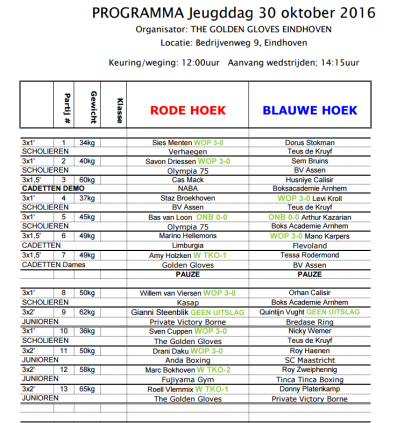 PROGRAMMA Jeugddag 30 oktober 2016
Organisator: THE GOLDEN GLOVES EINDHOVEN
Locatie: Bedrijvenweg 9, Eindhoven
Keuring/weging: 12:00uur Aanvang wedstrijden; 14:15uur
Partij # Gewicht Klasse RODE HOEK BLAUWE HOEK
3x1' 1 34kg Sies Menten WOP 3-0 Dorus Stokman
SCHOLIEREN Verhaegen Teus de Kruyf
3x1' 2 40kg Savon Driessen WOP 3-0 Sem Bruins
SCHOLIEREN Olympia 75 BV Assen
3x1,5' 3 60kg Cas Mack Husniye Calisir
CADETTEN DEMO NABA Boksacademie Arnhem
3x1' 4 37kg Staz Broekhoven WOP 3-0 Levi Kroll
SCHOLIEREN BV Assen Teus de Kruyf
3x1' 5 45kg Bas van Loon ONB 0-0 ONB 0-0 Arthur Kazarian
SCHOLIEREN Olympia 75 Boks Academie Arnhem
3x1,5' 6 49kg Marino Hellemons WOP 3-0 Mano Karpers
CADETTEN Limburgia Flevoland
3x1,5' 7 49kg Amy Holzken W TKO-1 Tessa Rodermond
CADETTEN Dames Golden Gloves BV Assen
PAUZE PAUZE
3x1' 8 50kg Willem van Viersen WOP 3-0 Orhan Calisir
SCHOLIEREN Kasap Boks Academie Arnhem
3x2' 9 62kg Gianni Steenblik GEEN UITSLAG Quintlijn Vught GEEN UITSLAG
JUNIOREN Private Victory Borne Bredase Ring
3x1' 10 36kg Sven Cuppen WOP 3-0 Nicky Werner
SCHOLIEREN The Golden Gloves Teus de Kruyf
3x2' 11 50kg Drani Daku WOP 3-0 Roy Haenen
JUNIOREN Anda Boxing SC Maastricht
3x2' 12 58kg Marc Bokhoven W TKO-2 Roy Zweiphennig
JUNIOREN Fujiyama Gym Tinca Tinca Boxing
3x2' 13 65kg Roell Vlemmix W TKO-1 Donny Platenkamp
JUNIOREN The Golden Gloves Private Victory Borne